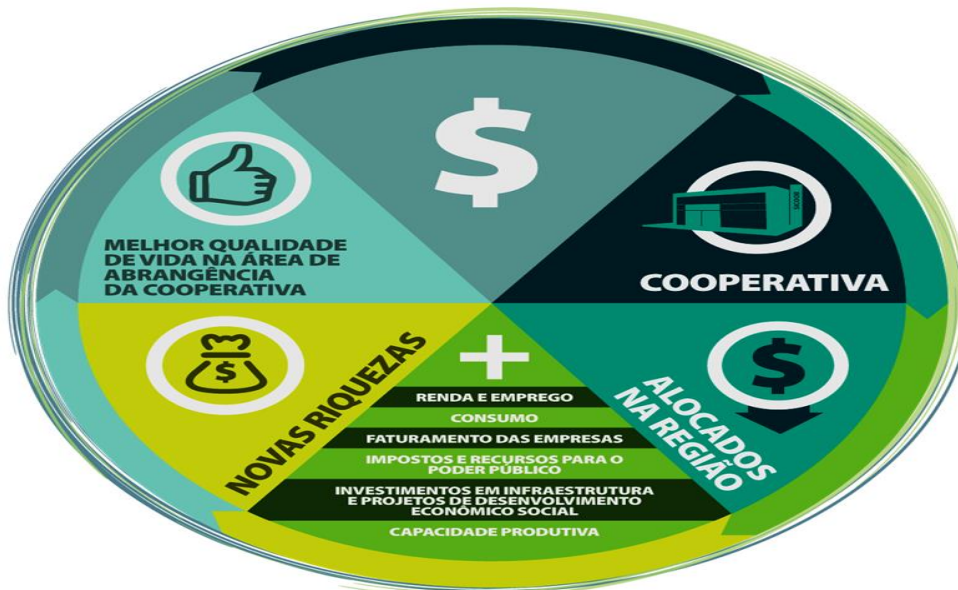 $
SICOOB
COOPERATIVA
$
ALOCADOS
NA REGIÃO
+
RENDA E EMPREGO
CONSUMO
FATURAMENTO DAS EMPRESAS
IMPOSTOS E RECURSOS PARA O
PODER PÚBLICO
INVESTIMENTOS EM INFRAESTRUTURA
E PROJETOS DE DESENVOLVIMENTO
ECONÔMICO SOCIAL
CAPACIDADE PRODUTIVA
$
NOVAS RIQUEZAS
MELHOR QUALIDADE
DE VIDA NA ÁREA DE
ABRANGÊNCIA
DA COOPERATIVA